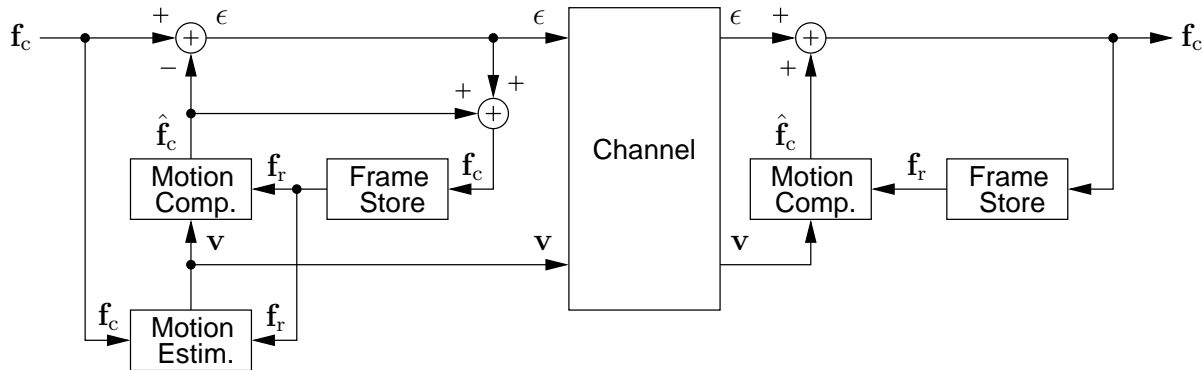 + ϵ ϵ ϵ +
f_c + + f_c
− + + +
+
f̂_c Channel f̂_c
Motion Comp. f_r Frame Store f_c Motion Comp. f_r Frame Store
v v v
f_c Motion Estim. f_r